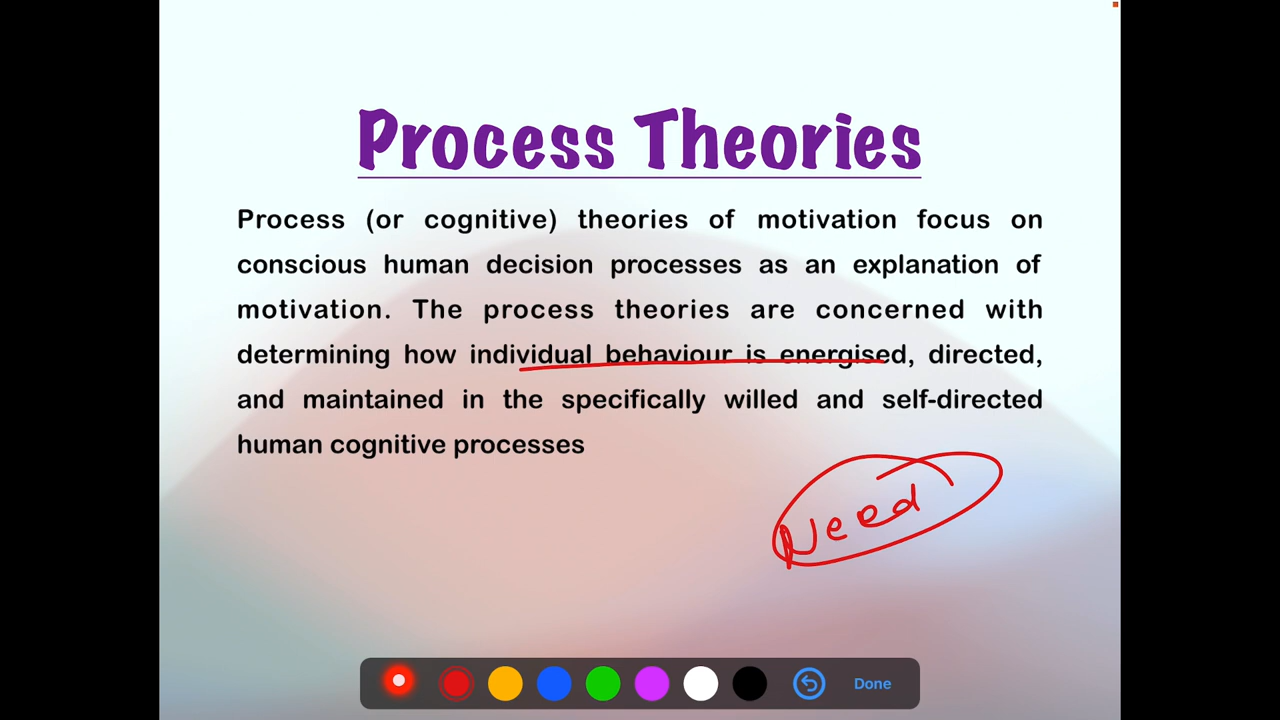 Process Theories
Process (or cognitive) theories of motivation focus on
conscious human decision processes as an explanation of
motivation. The process theories are concerned with
determining how individual behaviour is energised, directed,
and maintained in the specifically willed and self-directed
human cognitive processes
Need
Done